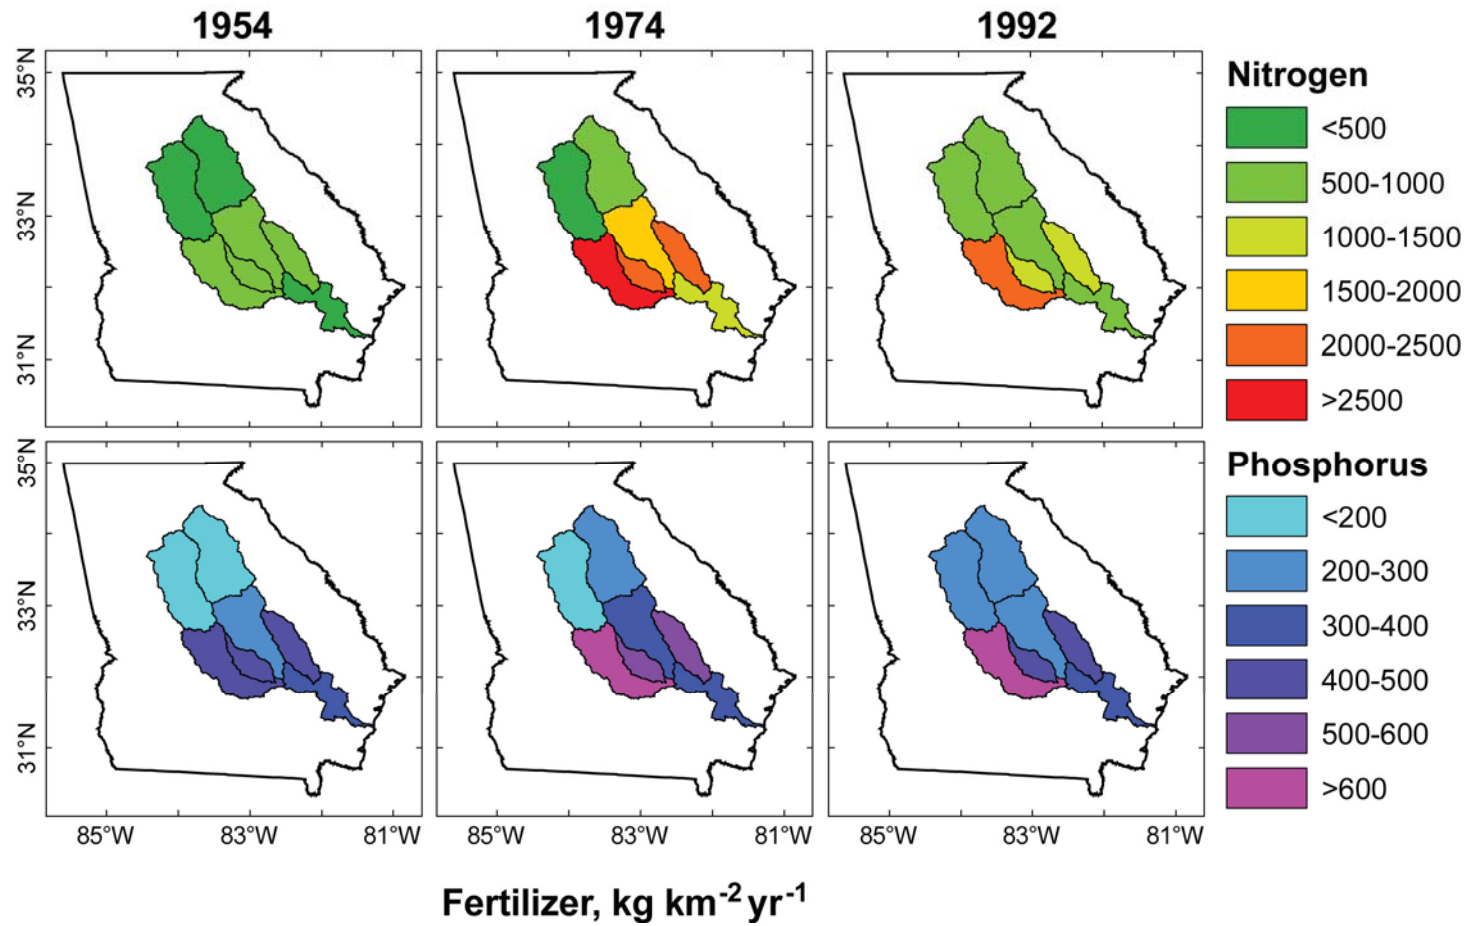 1954
1974
1992
35°N
33°N
31°N
Nitrogen
<500
500-1000
1000-1500
1500-2000
2000-2500
>2500
35°N
33°N
31°N
Phosphorus
<200
200-300
300-400
400-500
500-600
>600
85°W 83°W 81°W
85°W 83°W 81°W
85°W 83°W 81°W
Fertilizer, kg km⁻² yr⁻¹